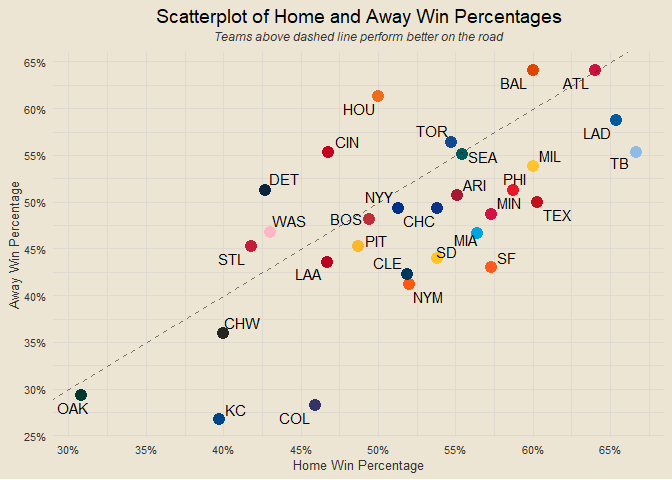 Scatterplot of Home and Away Win Percentages
Teams above dashed line perform better on the road
65%
BAL
ATL
60%
HOU
TOR
LAD
55%
CIN
SEA
MIL
TB
DET
ARI
PHI
50%
NYY
MIN
WAS
BOS
CHC
TEX
45%
STL
PIT
MIA
LAA
CLE
SD
SF
40%
NYM
CHW
35%
30%
OAK
KC
COL
25%
30%
35%
40%
45%
50%
55%
60%
65%
Home Win Percentage
Away Win Percentage